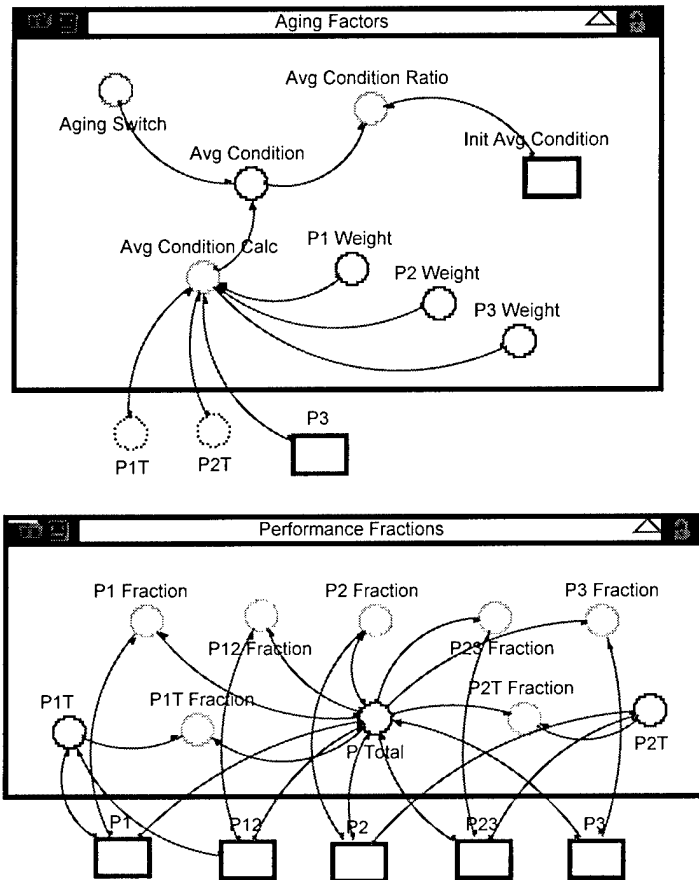 Aging Factors
Avg Condition Ratio
Aging Switch
Init Avg Condition
Avg Condition
P1 Weight
Avg Condition Calc
P2 Weight
P3 Weight
P3
P1T
P2T
Performance Fractions
P1 Fraction
P2 Fraction
P3 Fraction
P12 Fraction
P23 Fraction
P1T
P1T Fraction
P2T Fraction
P Total
P2T
P1
P12
P2
P23
P3